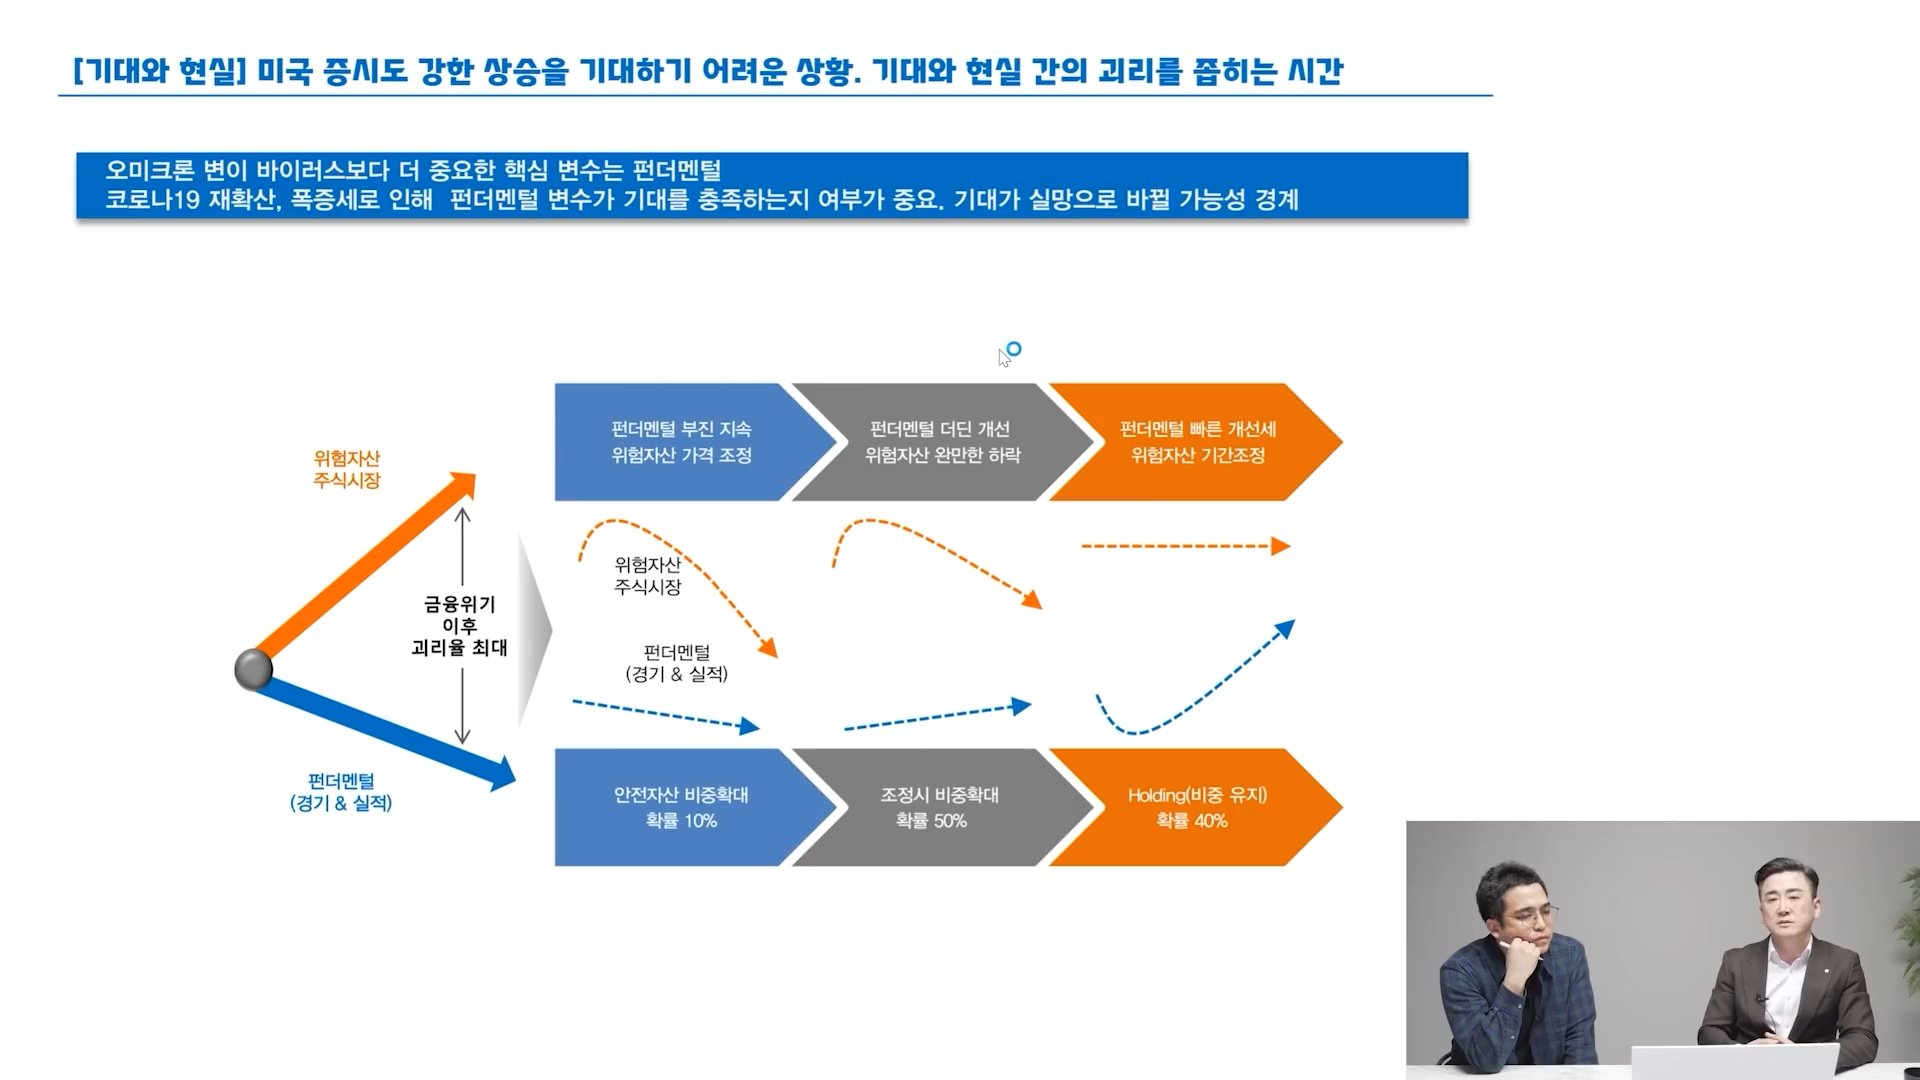 [기대와 현실] 미국 증시도 강한 상승을 기대하기 어려운 상황. 기대와 현실 간의 괴리를 좁히는 시간
오미크론 변이 바이러스보다 더 중요한 핵심 변수는 펀더멘털
코로나19 재확산, 폭증세로 인해 펀더멘털 변수가 기대를 충족하는지 여부가 중요. 기대가 실망으로 바뀔 가능성 경계
위험자산
주식시장
금융위기
이후
괴리율 최대
펀더멘털
(경기 & 실적)
펀더멘털 부진 지속
위험자산 가격 조정
펀더멘털 더딘 개선
위험자산 완만한 하락
펀더멘털 빠른 개선세
위험자산 기간조정
위험자산
주식시장
펀더멘털
(경기 & 실적)
안전자산 비중확대
확률 10%
조정시 비중확대
확률 50%
Holding(비중 유지)
확률 40%